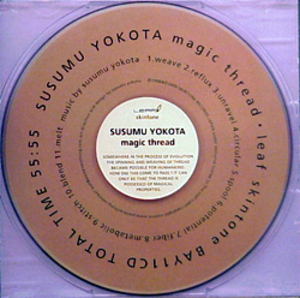 SUSUMU YOKOTA magic thread · leaf skintone BAY11CD TOTAL TIME 55:55
music by susumu yokota 1.weave 2.reflux 3.unravel 4.circular 5.spool 6.potential 7.fiber 8.metabolic 9.stitch 10.blend 11.melt
skintone
SUSUMU YOKOTA
magic thread
SOMEWHERE IN THE PROCESS OF EVOLUTION
THE SPINNING AND WEAVING OF THREAD
BECAME POSSIBLE FOR HUMANKIND.
HOW DID THIS COME TO PASS? IT CAN
ONLY BE THAT THE THREAD IS
POSSESSED OF MAGICAL
PROPERTIES.